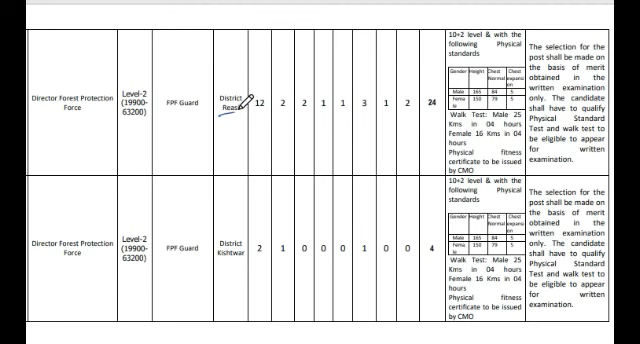 Director Forest Protection Force
Level-2 (19900-63200)
FPF Guard
District Reasi
12 2 2 1 1 3 1 2 24
10+2 level & with the
following Physical
standards
Gender Height Chest Normal Chest expansion
Male 165 84 5
Female 150 79 5
Walk Test: Male 25
Kms in 04 hours
Female 16 Kms in 04
hours
Physical fitness
certificate to be issued
by CMO
The selection for the
post shall be made on
the basis of merit
obtained in the
written examination
only. The candidate
shall have to qualify
Physical Standard
Test and walk test to
be eligible to appear
for written
examination.
Director Forest Protection Force
Level-2 (19900-63200)
FPF Guard
District Kishtwar
2 1 0 0 0 1 0 0 4
10+2 level & with the
following Physical
standards
Gender Height Chest Normal Chest expansion
Male 165 84 5
Female 150 79 5
Walk Test: Male 25
Kms in 04 hours
Female 16 Kms in 04
hours
Physical fitness
certificate to be issued
by CMO
The selection for the
post shall be made on
the basis of merit
obtained in the
written examination
only. The candidate
shall have to qualify
Physical Standard
Test and walk test to
be eligible to appear
for written
examination.